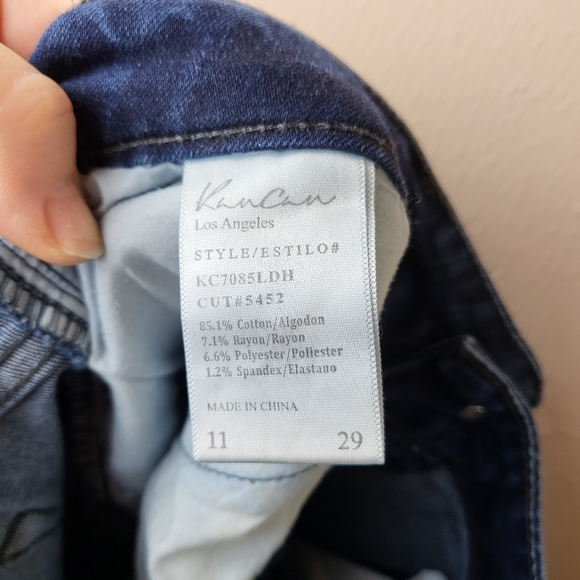 KanCan
Los Angeles
STYLE/ESTILO#
KC7085LDH
CUT#5452
85.1% Cotton/Algodon
7.1% Rayon/Rayon
6.6% Polyester/Poliester
1.2% Spandex/Elastano
MADE IN CHINA
11 29